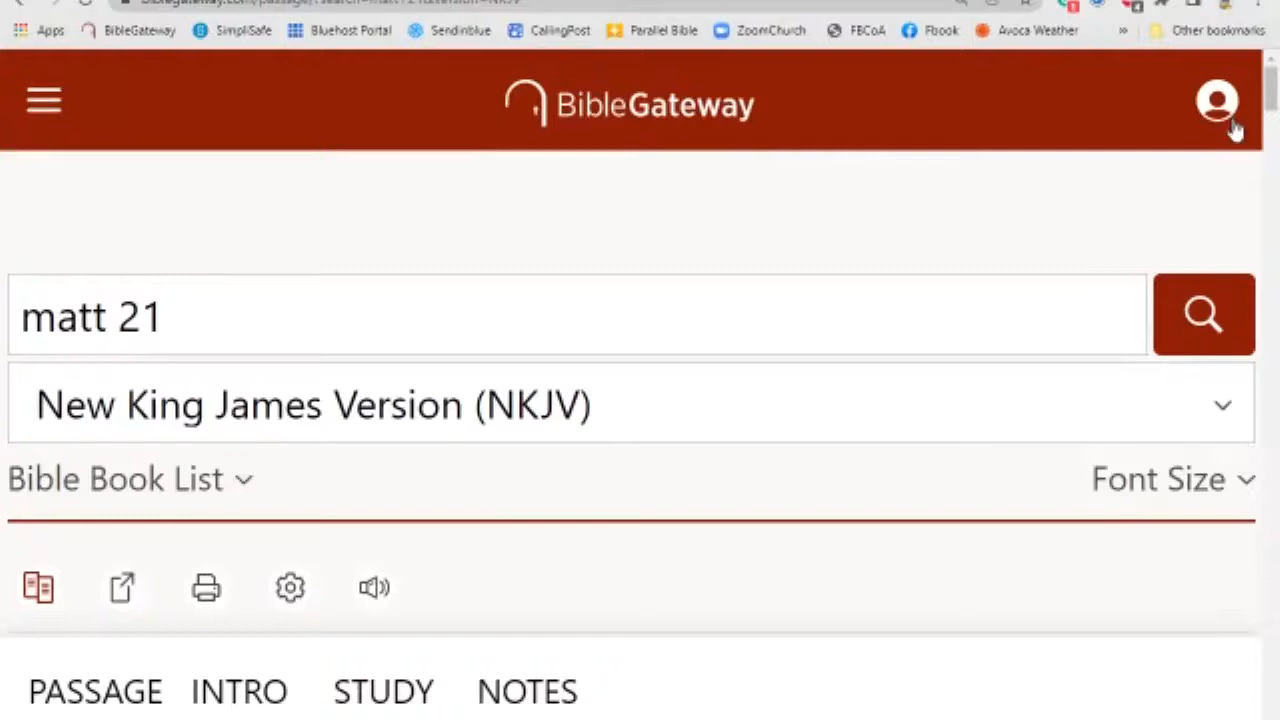 Apps BibleGateway SimpliSafe Bluehost Portal Sendinblue CallingPost Parallel Bible ZoomChurch FBCoA Fbook Avoca Weather » Other bookmarks
BibleGateway
matt 21
New King James Version (NKJV)
Bible Book List Font Size
PASSAGE INTRO STUDY NOTES